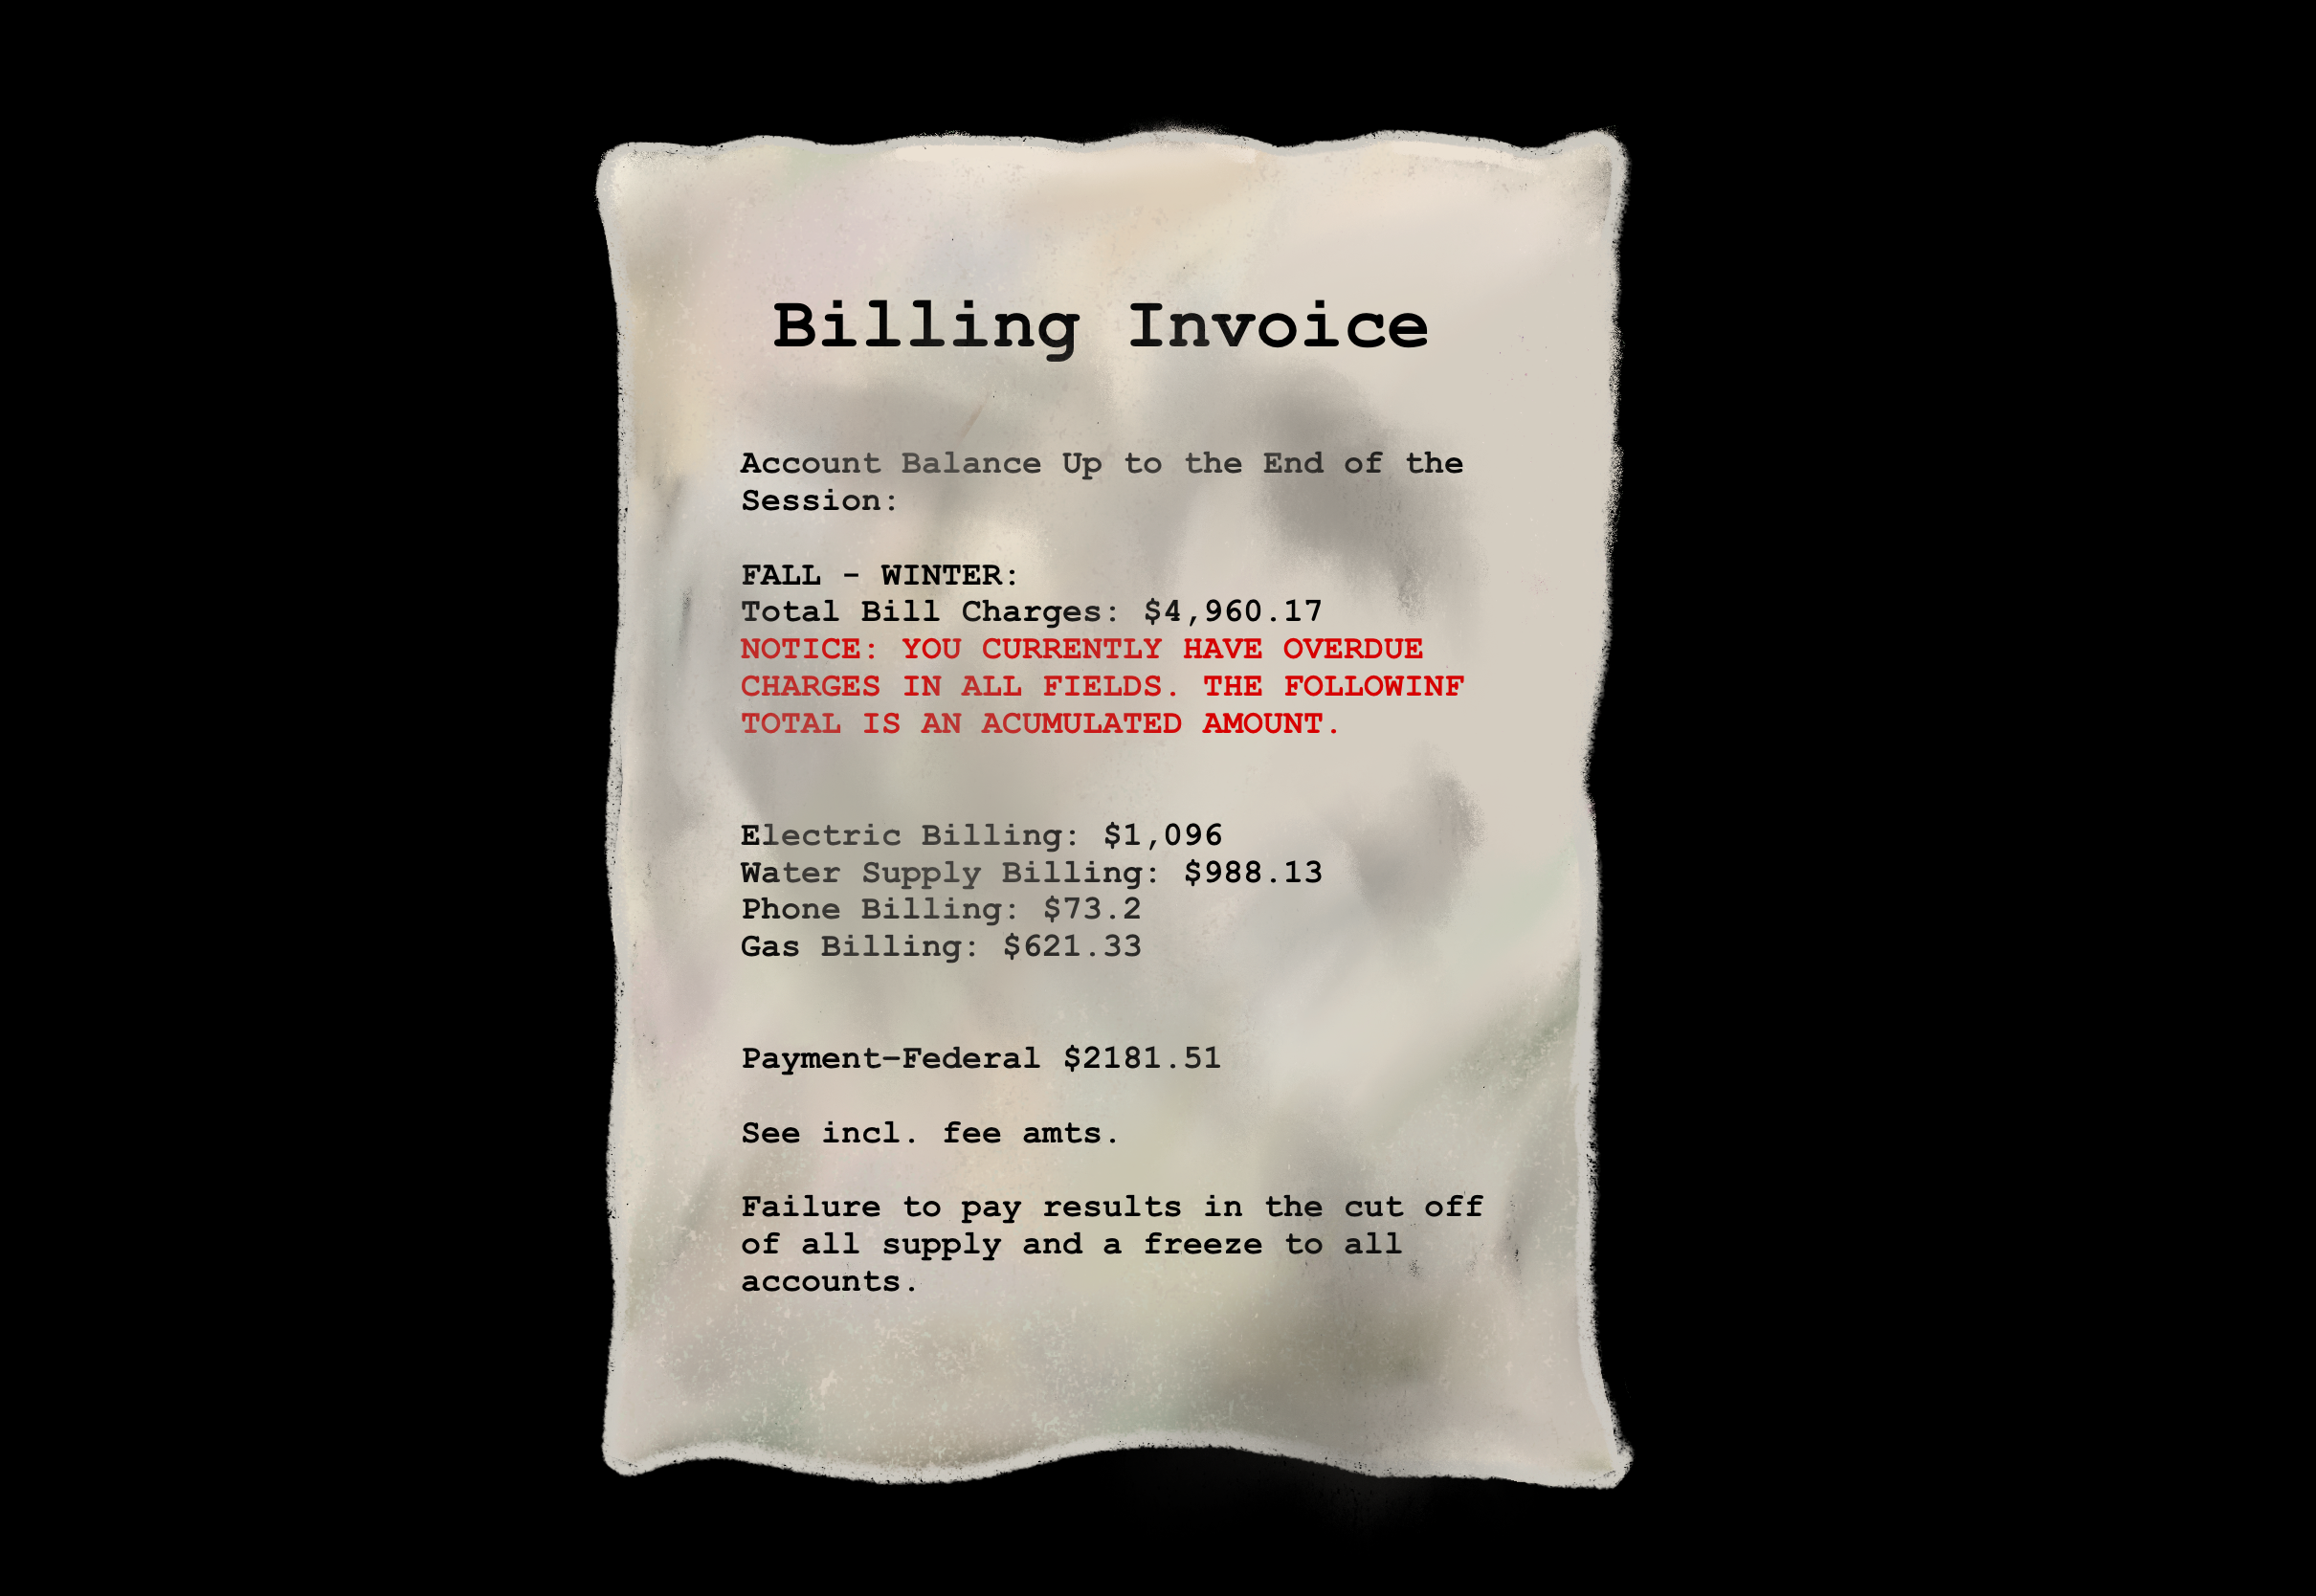 Billing Invoice
Account Balance Up to the End of the
Session:
FALL - WINTER:
Total Bill Charges: $4,960.17
NOTICE: YOU CURRENTLY HAVE OVERDUE
CHARGES IN ALL FIELDS. THE FOLLOWINF
TOTAL IS AN ACUMULATED AMOUNT.
Electric Billing: $1,096
Water Supply Billing: $988.13
Phone Billing: $73.2
Gas Billing: $621.33
Payment-Federal $2181.51
See incl. fee amts.
Failure to pay results in the cut off
of all supply and a freeze to all
accounts.